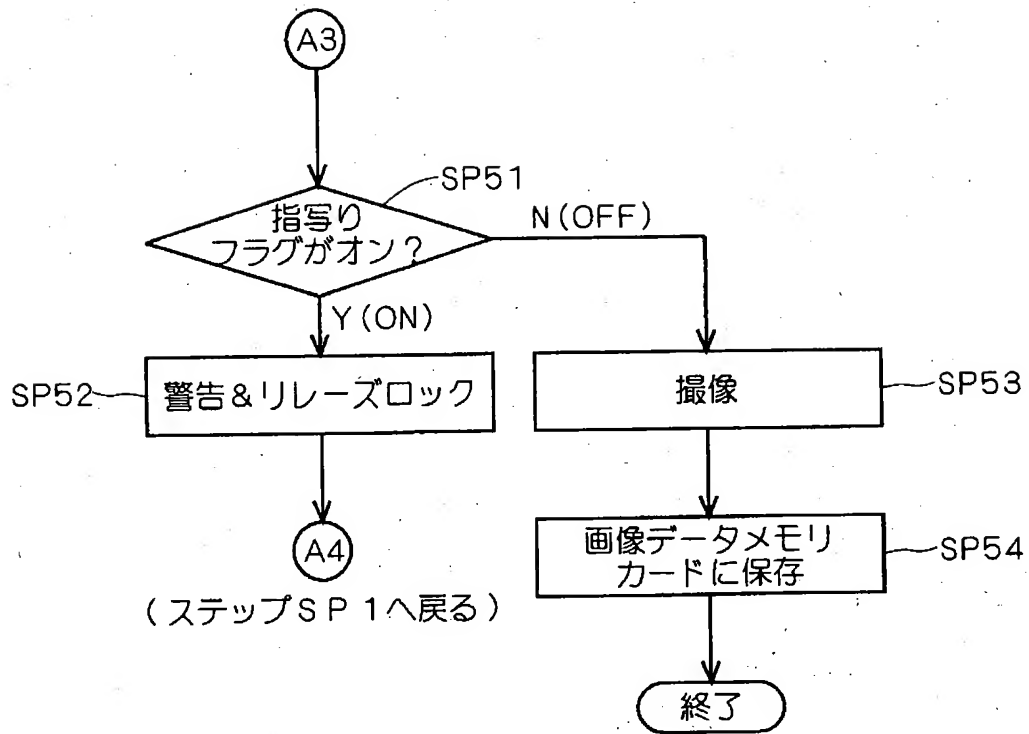 A3
SP51
指写り
フラグがオン？
N(OFF)
Y(ON)
SP52
警告＆リレーズロック
撮像
SP53
A4
(ステップＳＰ１へ戻る)
画像データメモリ
カードに保存
SP54
終了